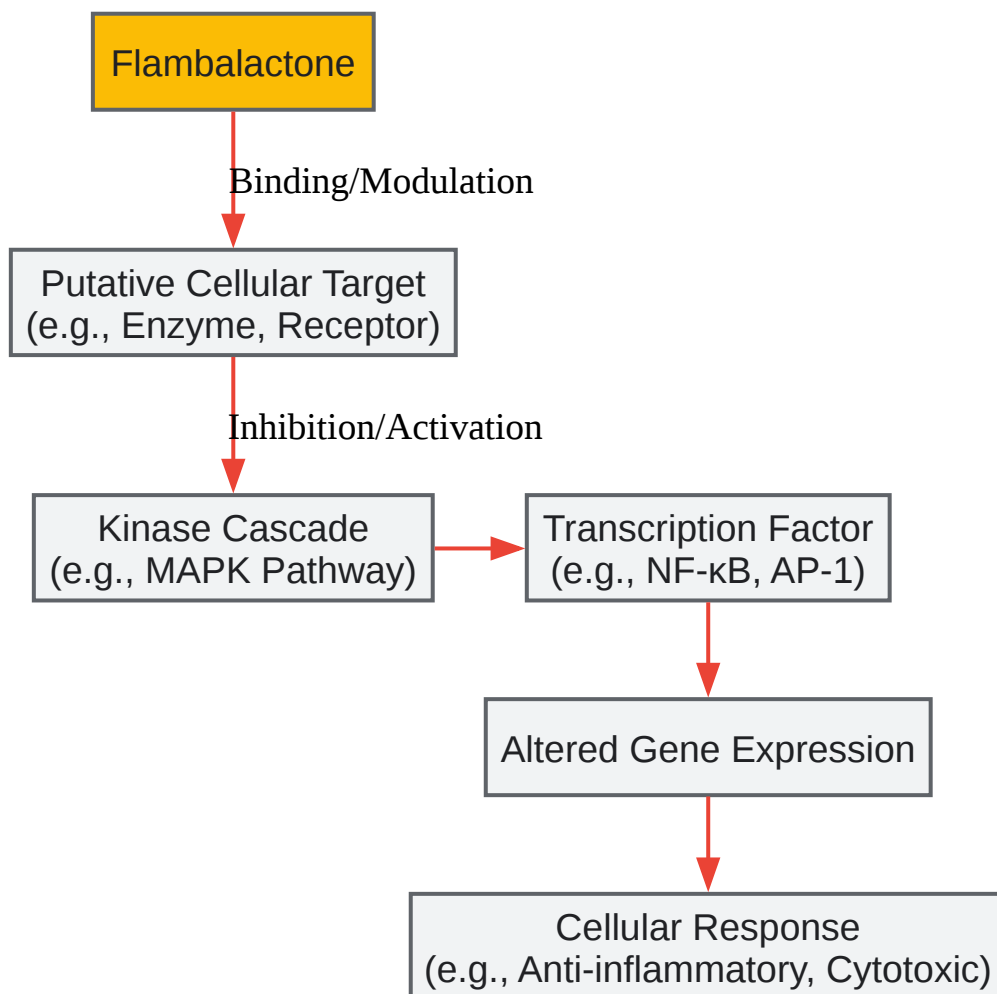 Flambalactone
Binding/Modulation
Putative Cellular Target
(e.g., Enzyme, Receptor)
Inhibition/Activation
Kinase Cascade
(e.g., MAPK Pathway)
Transcription Factor
(e.g., NF-κB, AP-1)
Altered Gene Expression
Cellular Response
(e.g., Anti-inflammatory, Cytotoxic)